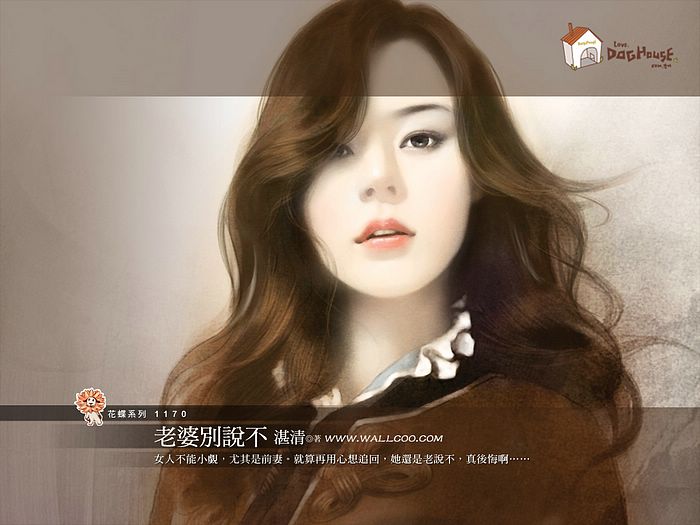 LOVE.
DOGHOUSE
花蝶系列 1170
老婆別說不 湛清◎著 WWW.WALLCOO.COM
女人不能小覷，尤其是前妻。就算再用心想追回，她還是老說不，真後悔啊……